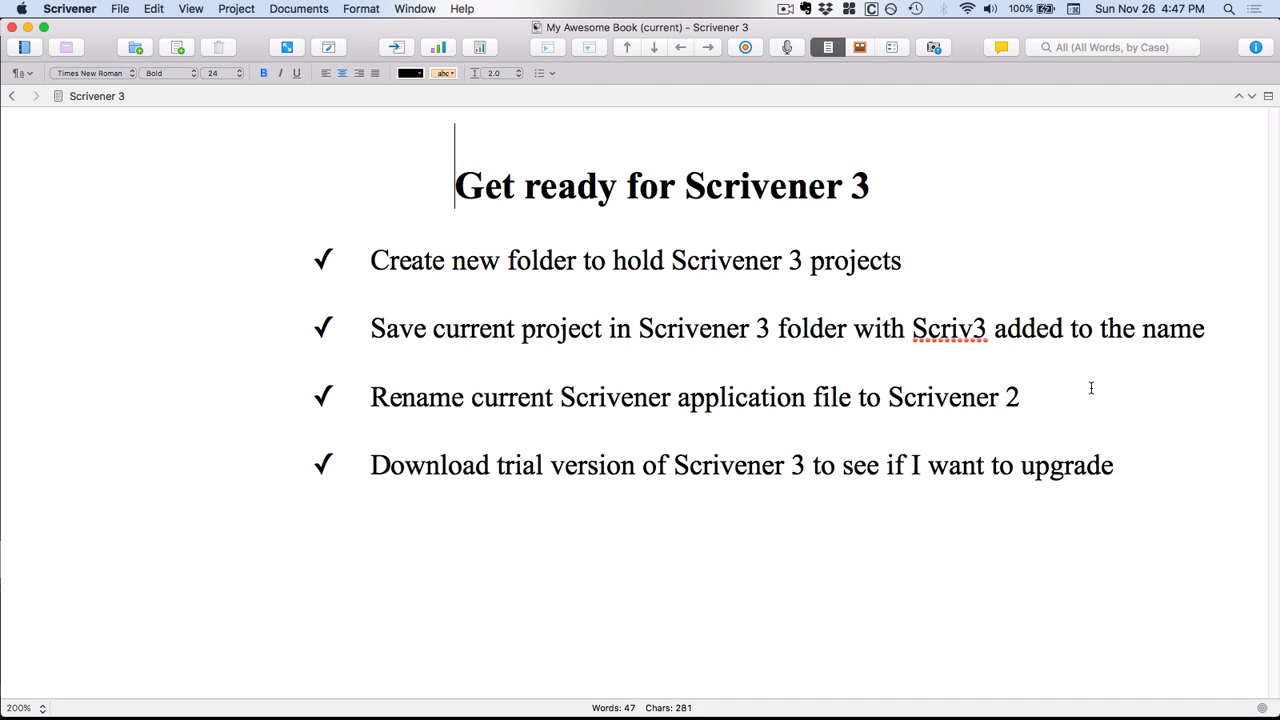 Scrivener File Edit View Project Documents Format Window Help 100% Sun Nov 26 4:47 PM
My Awesome Book (current) - Scrivener 3
All (All Words, by Case)
Times New Roman Bold 24 B I U abc 2.0
Scrivener 3
Get ready for Scrivener 3
✓ Create new folder to hold Scrivener 3 projects
✓ Save current project in Scrivener 3 folder with Scriv3 added to the name
✓ Rename current Scrivener application file to Scrivener 2
✓ Download trial version of Scrivener 3 to see if I want to upgrade
200% Words: 47 Chars: 281